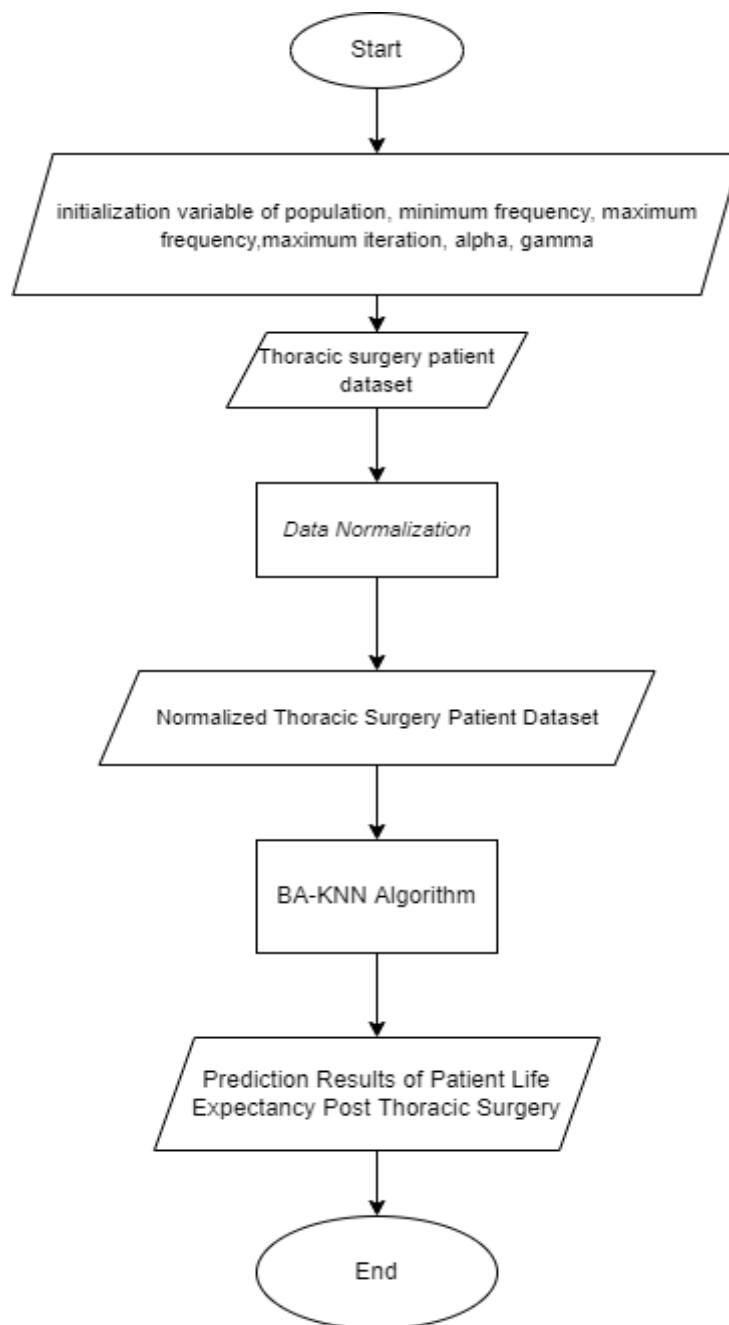 Start
initialization variable of population, minimum frequency, maximum
frequency,maximum iteration, alpha, gamma
Thoracic surgery patient
dataset
Data Normalization
Normalized Thoracic Surgery Patient Dataset
BA-KNN Algorithm
Prediction Results of Patient Life
Expectancy Post Thoracic Surgery
End